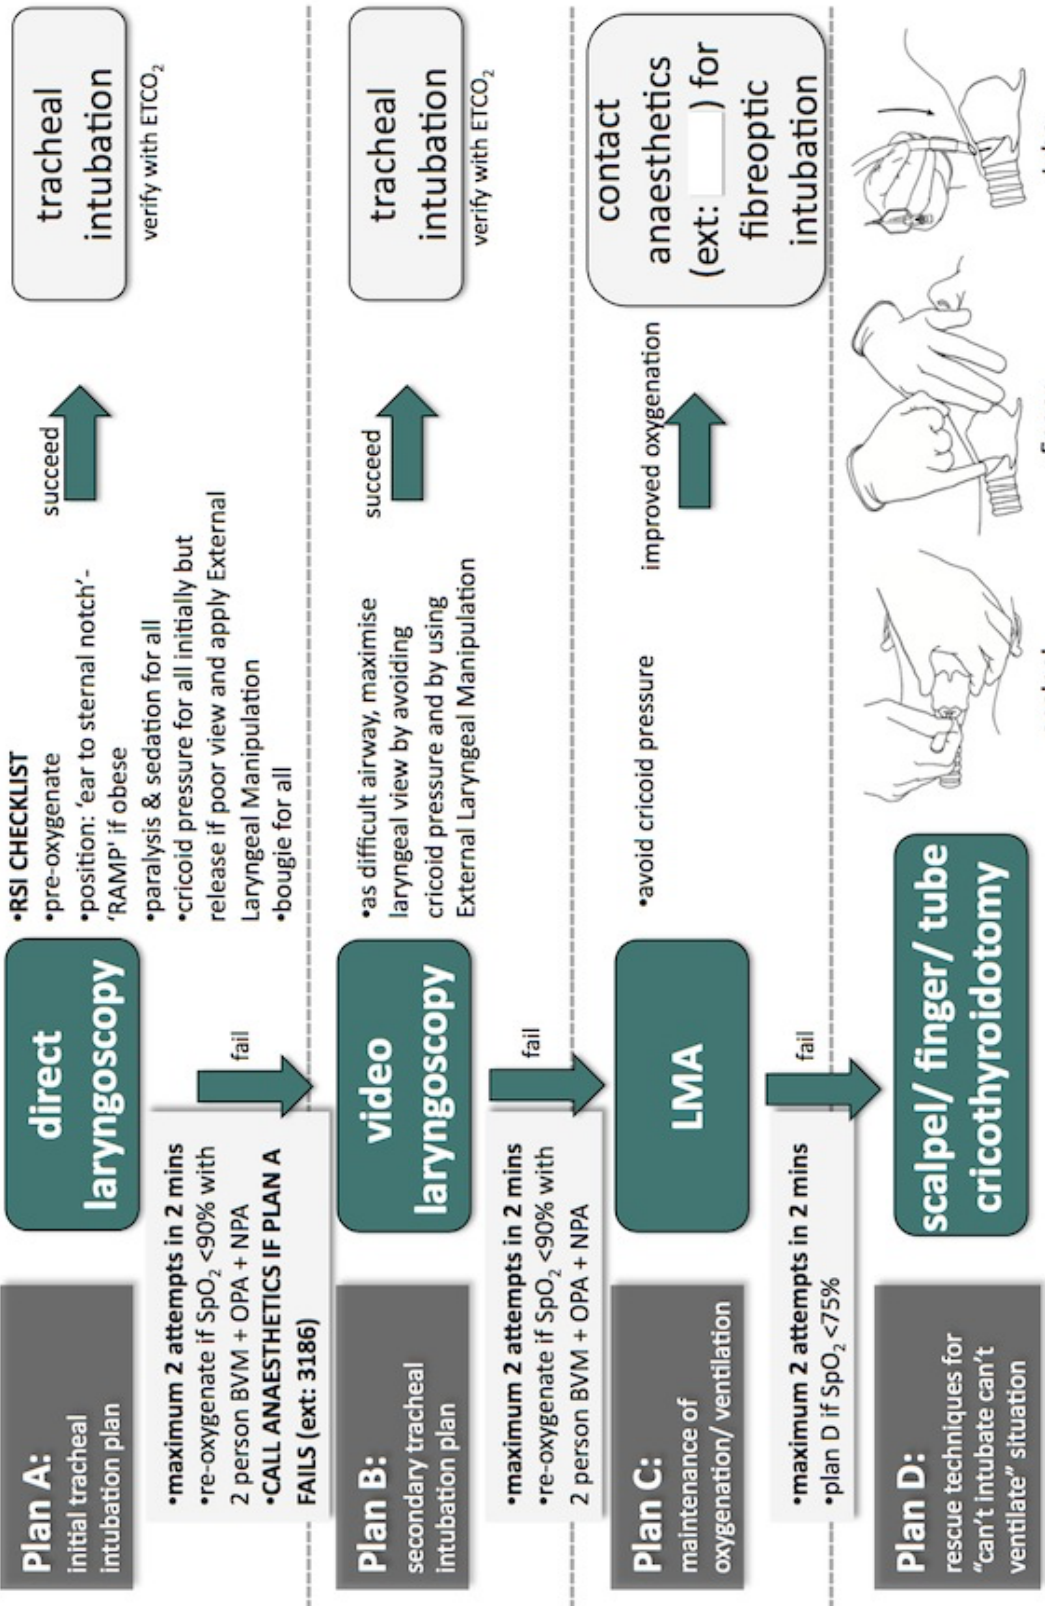 Plan A:
initial tracheal
intubation plan
direct
laryngoscopy
•RSI CHECKLIST
•pre-oxygenate
•position: ‘ear to sternal notch’-
‘RAMP' if obese
•paralysis & sedation for all
•cricoid pressure for all initially but
release if poor view and apply External
Laryngeal Manipulation
•bougie for all
succeed
tracheal
intubation
verify with ETCO₂
•maximum 2 attempts in 2 mins
•re-oxygenate if SpO₂ <90% with
2 person BVM + OPA + NPA
•CALL ANAESTHETICS IF PLAN A
FAILS (ext: 3186)
fail
Plan B:
secondary tracheal
intubation plan
video
laryngoscopy
•as difficult airway, maximise
laryngeal view by avoiding
cricoid pressure and by using
External Laryngeal Manipulation
succeed
tracheal
intubation
verify with ETCO₂
•maximum 2 attempts in 2 mins
•re-oxygenate if SpO₂ <90% with
2 person BVM + OPA + NPA
fail
Plan C:
maintenance of
oxygenation/ ventilation
LMA
•avoid cricoid pressure
improved oxygenation
contact
anaesthetics
(ext: ) for
fibreoptic
intubation
•maximum 2 attempts in 2 mins
•plan D if SpO₂ <75%
fail
Plan D:
rescue techniques for
“can’t intubate can’t
ventilate” situation
scalpel/ finger/ tube
cricothyroidotomy